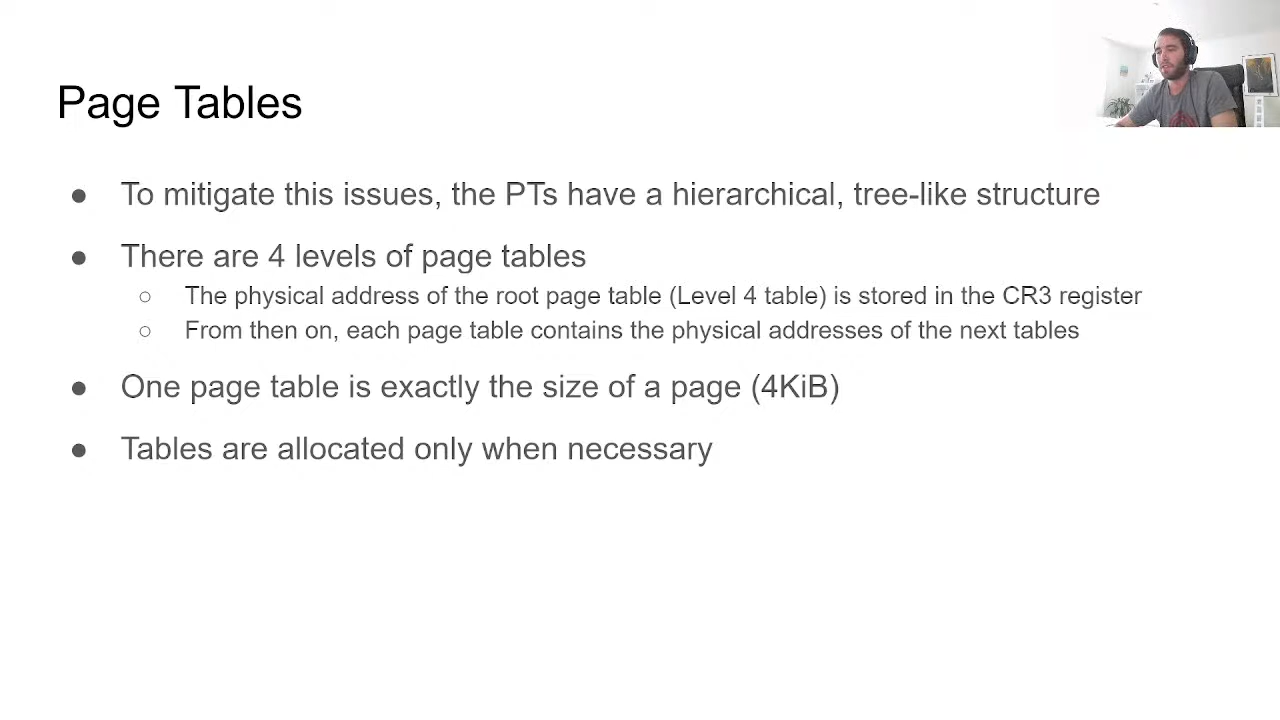 Page Tables
To mitigate this issues, the PTs have a hierarchical, tree-like structure
There are 4 levels of page tables
The physical address of the root page table (Level 4 table) is stored in the CR3 register
From then on, each page table contains the physical addresses of the next tables
One page table is exactly the size of a page (4KiB)
Tables are allocated only when necessary